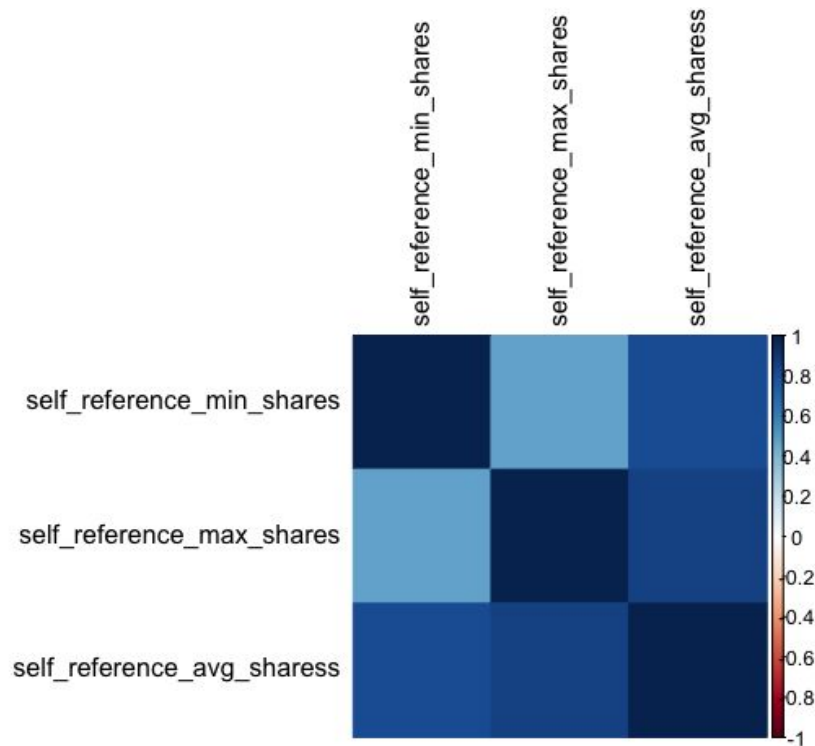 self_reference_min_shares
self_reference_max_shares
self_reference_avg_sharess
self_reference_min_shares
self_reference_max_shares
self_reference_avg_sharess
1
0.8
0.6
0.4
0.2
0
-0.2
-0.4
-0.6
-0.8
-1